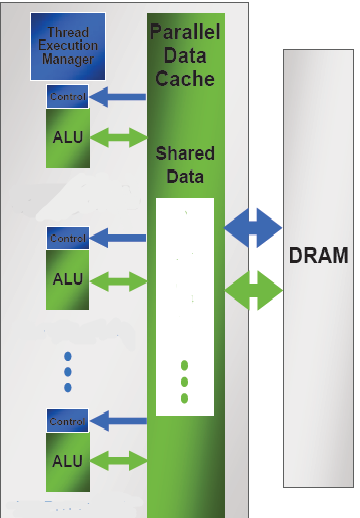 Thread
Execution
Manager
Parallel
Data
Cache
Control
ALU
Shared
Data
Control
ALU
DRAM
Control
ALU